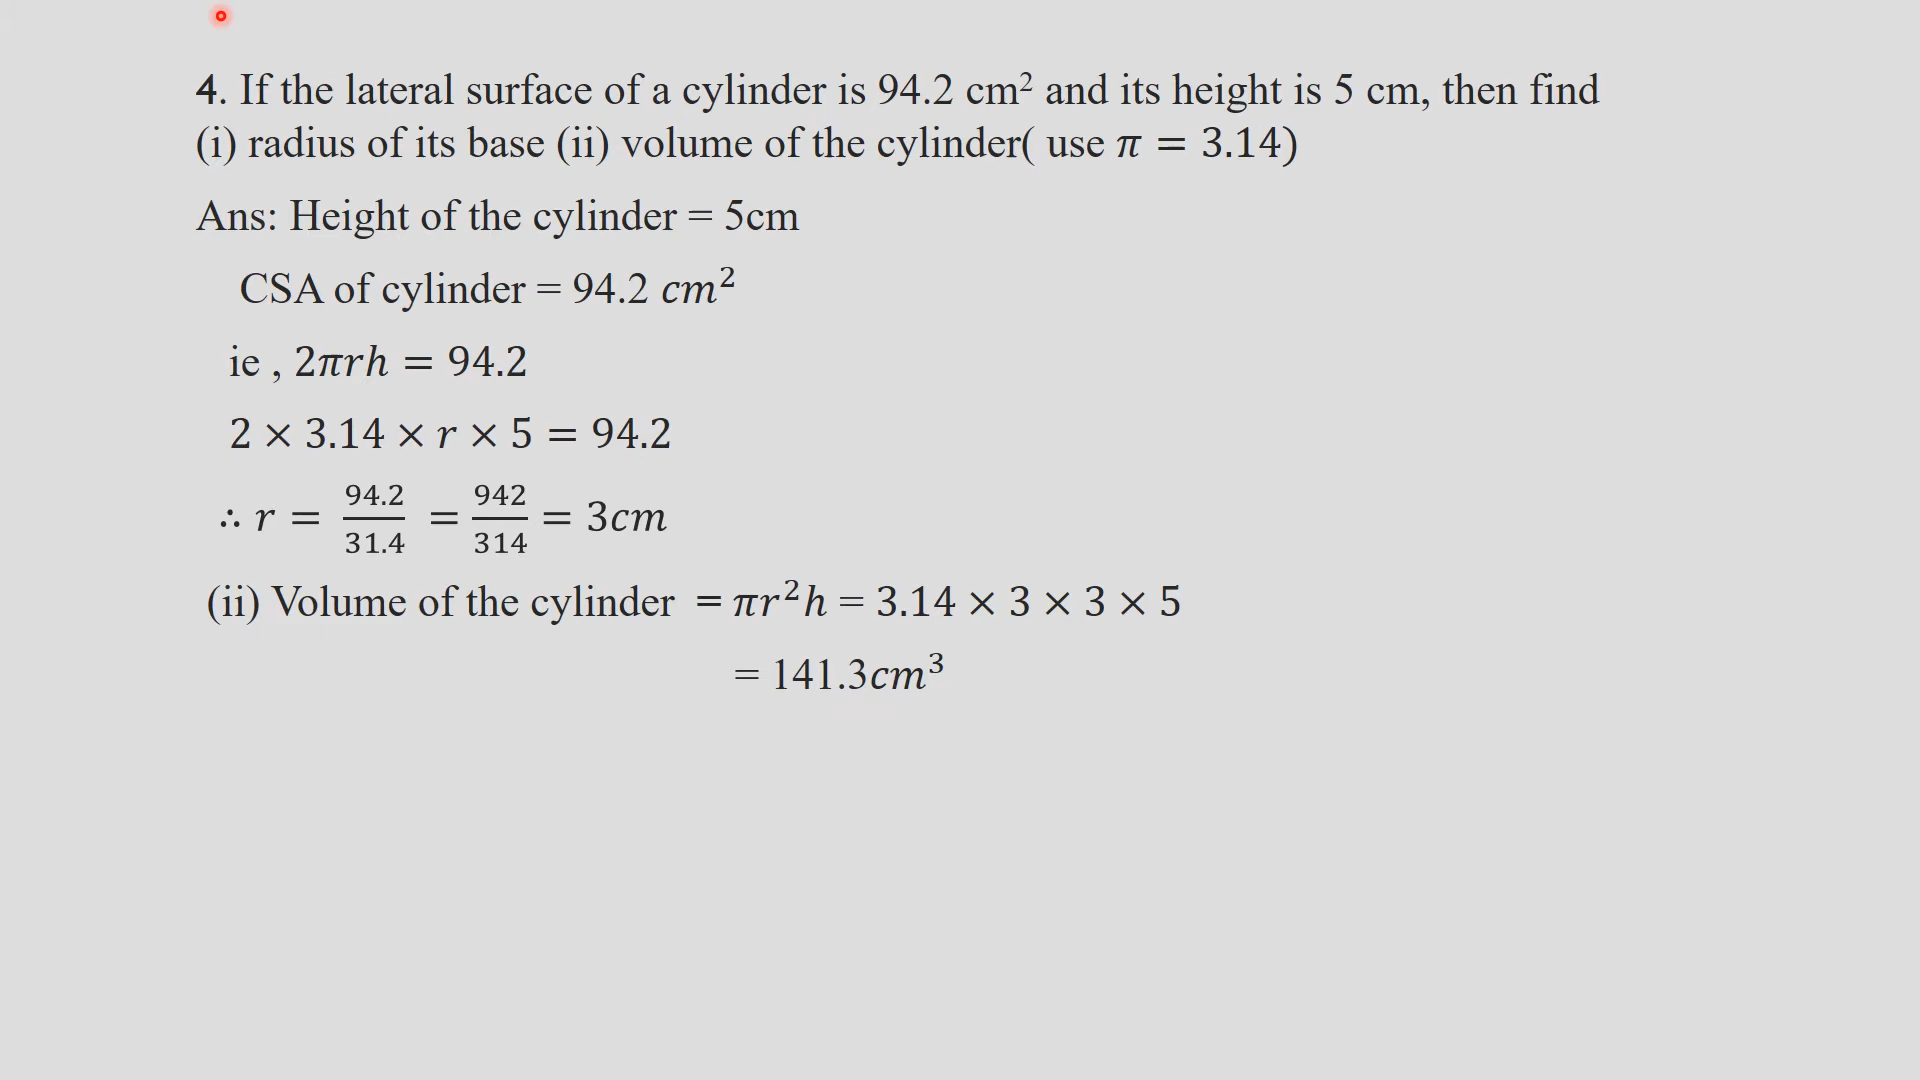 4. If the lateral surface of a cylinder is 94.2 cm² and its height is 5 cm, then find
(i) radius of its base (ii) volume of the cylinder( use 𝜋 = 3.14)
Ans: Height of the cylinder = 5cm
CSA of cylinder = 94.2 𝑐𝑚²
ie , 2𝜋𝑟ℎ = 94.2
2 × 3.14 × 𝑟 × 5 = 94.2
∴ 𝑟 = 94.2/31.4 = 942/314 = 3𝑐𝑚
(ii) Volume of the cylinder = 𝜋𝑟²ℎ = 3.14 × 3 × 3 × 5
= 141.3𝑐𝑚³